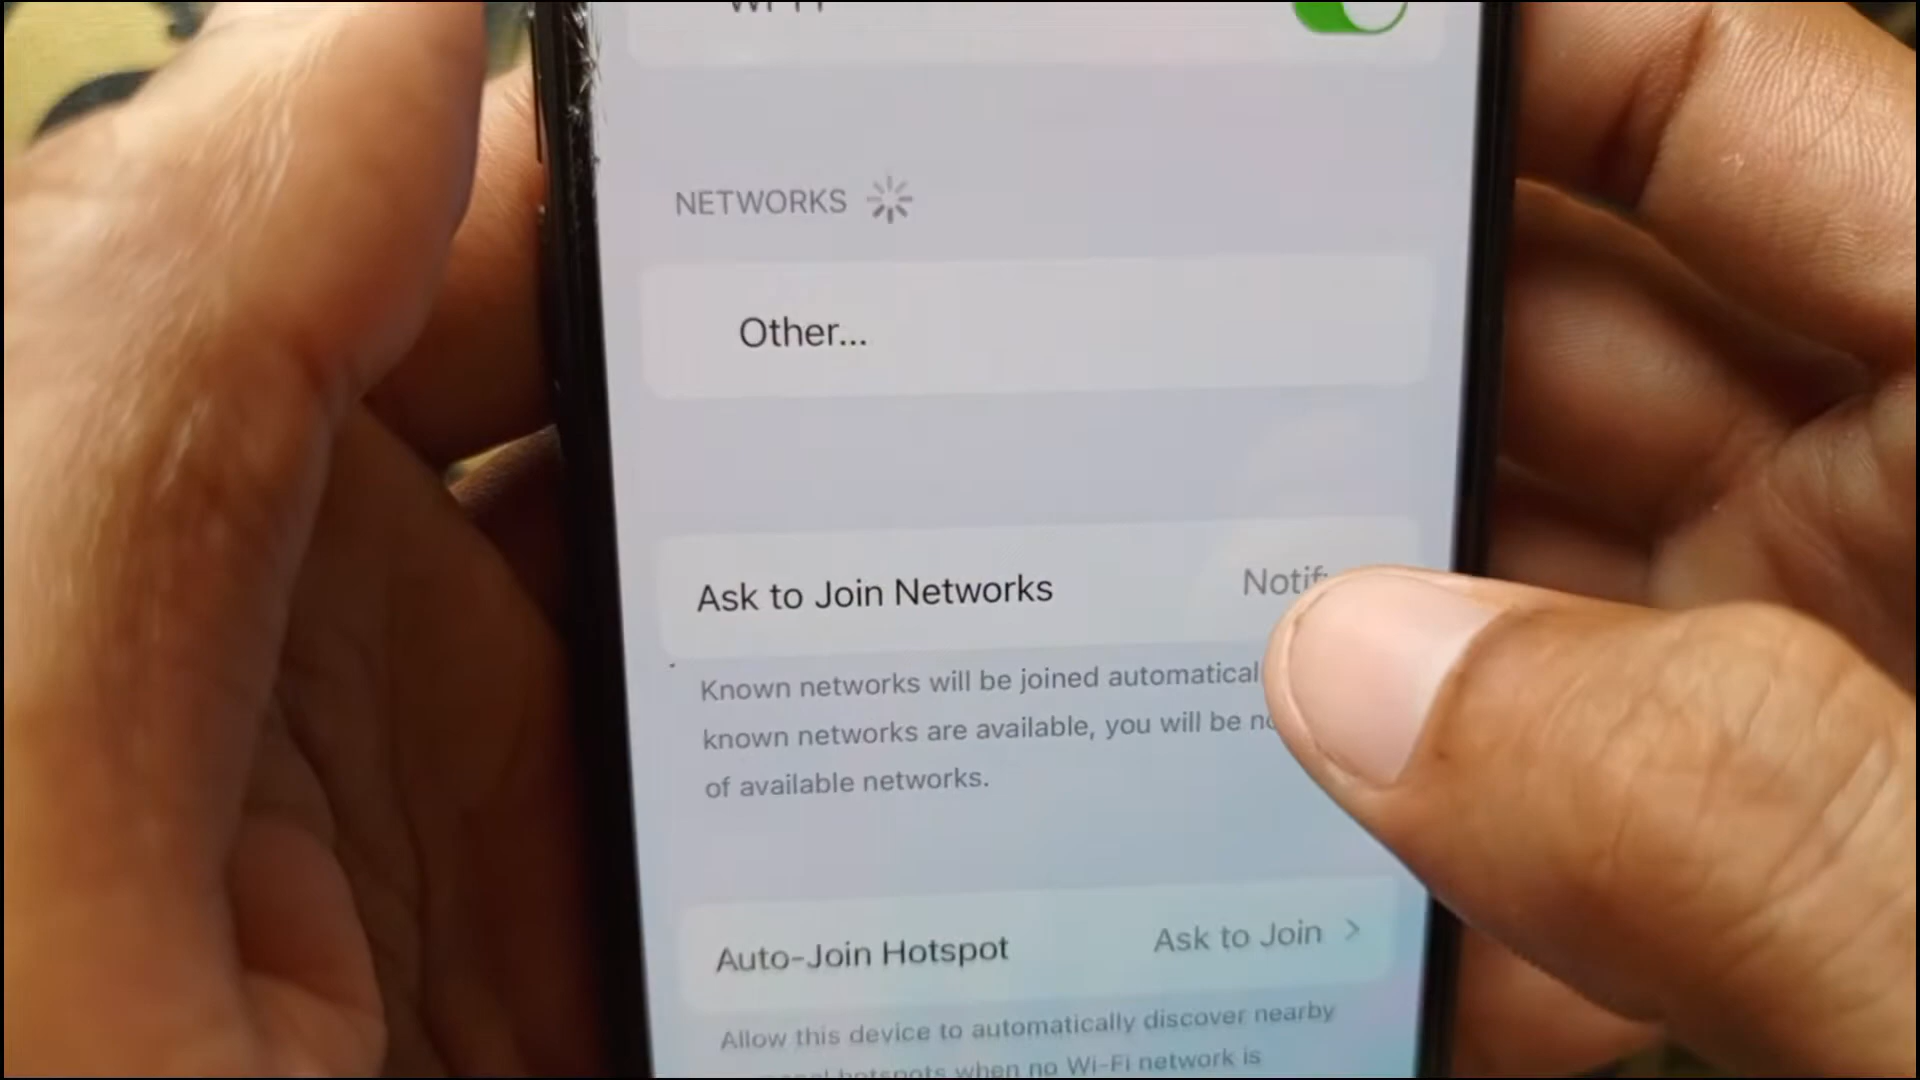 Wi-Fi
NETWORKS
Other...
Ask to Join Networks
Known networks will be joined automatical
known networks are available, you will be
of available networks.
Auto-Join Hotspot Ask to Join >
Allow this device to automatically discover nearby
hotspots when no Wi-Fi network is